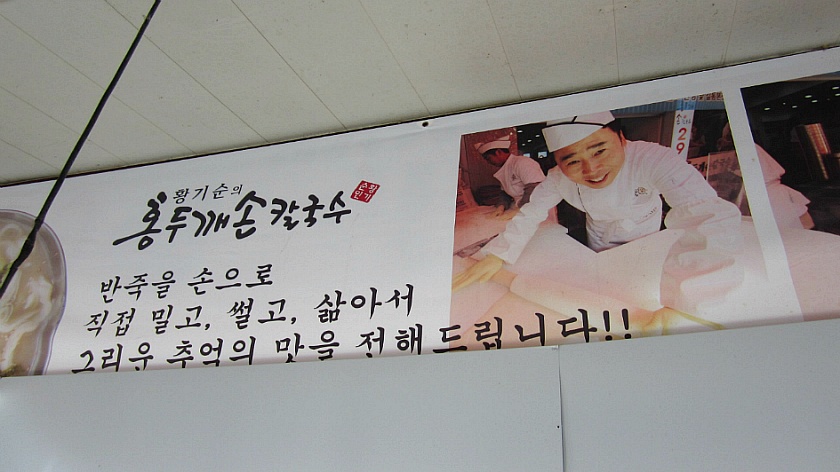 황기순의
홍두깨손칼국수
반죽을 손으로
직접 밀고, 썰고, 삶아서
그리운 추억의 맛을 전해드립니다!!
29